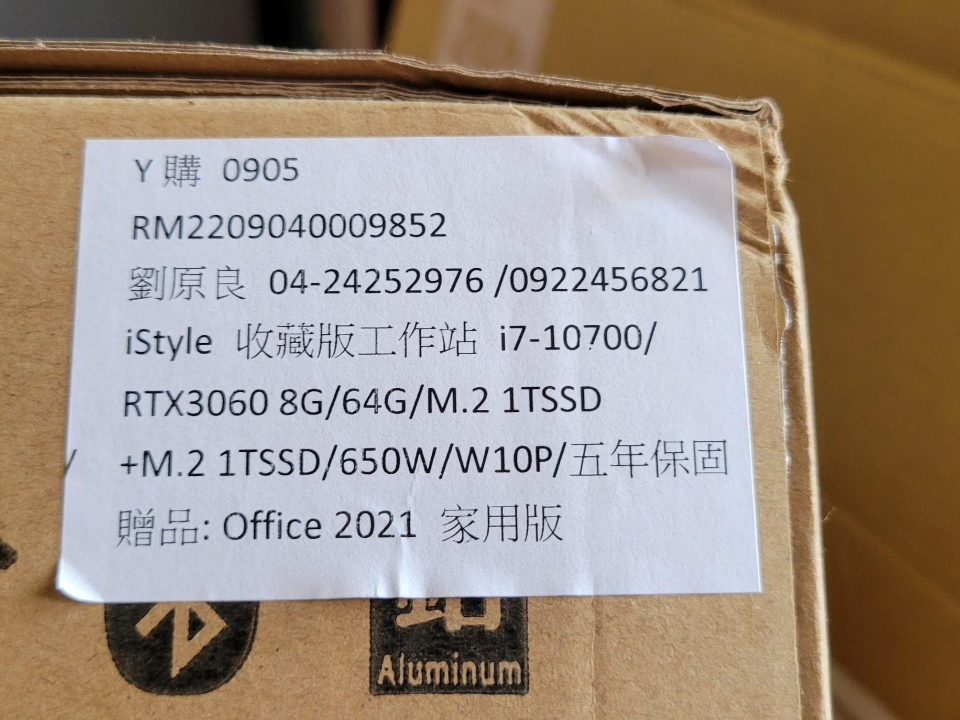 Y 購 0905
RM2209040009852
劉原良 04-24252976 /0922456821
iStyle 收藏版工作站 i7-10700/
RTX3060 8G/64G/M.2 1TSSD
+M.2 1TSSD/650W/W10P/五年保固
贈品: Office 2021 家用版
Aluminum